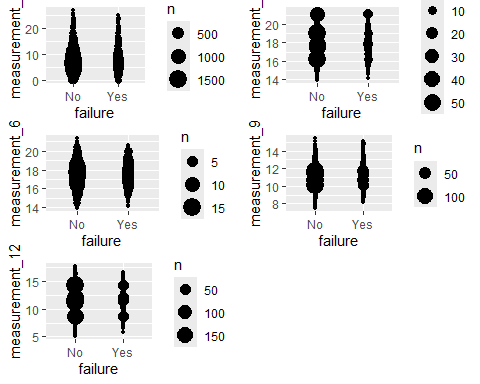 measurement_
20
10
0
No
Yes
failure
n
500
1000
1500
measurement_
20
18
16
14
No
Yes
failure
10
20
30
40
50
measurement_6
20
18
16
14
No
Yes
failure
n
5
10
15
measurement_9
14
12
10
8
No
Yes
failure
n
50
100
measurement_12
15
10
5
No
Yes
failure
n
50
100
150